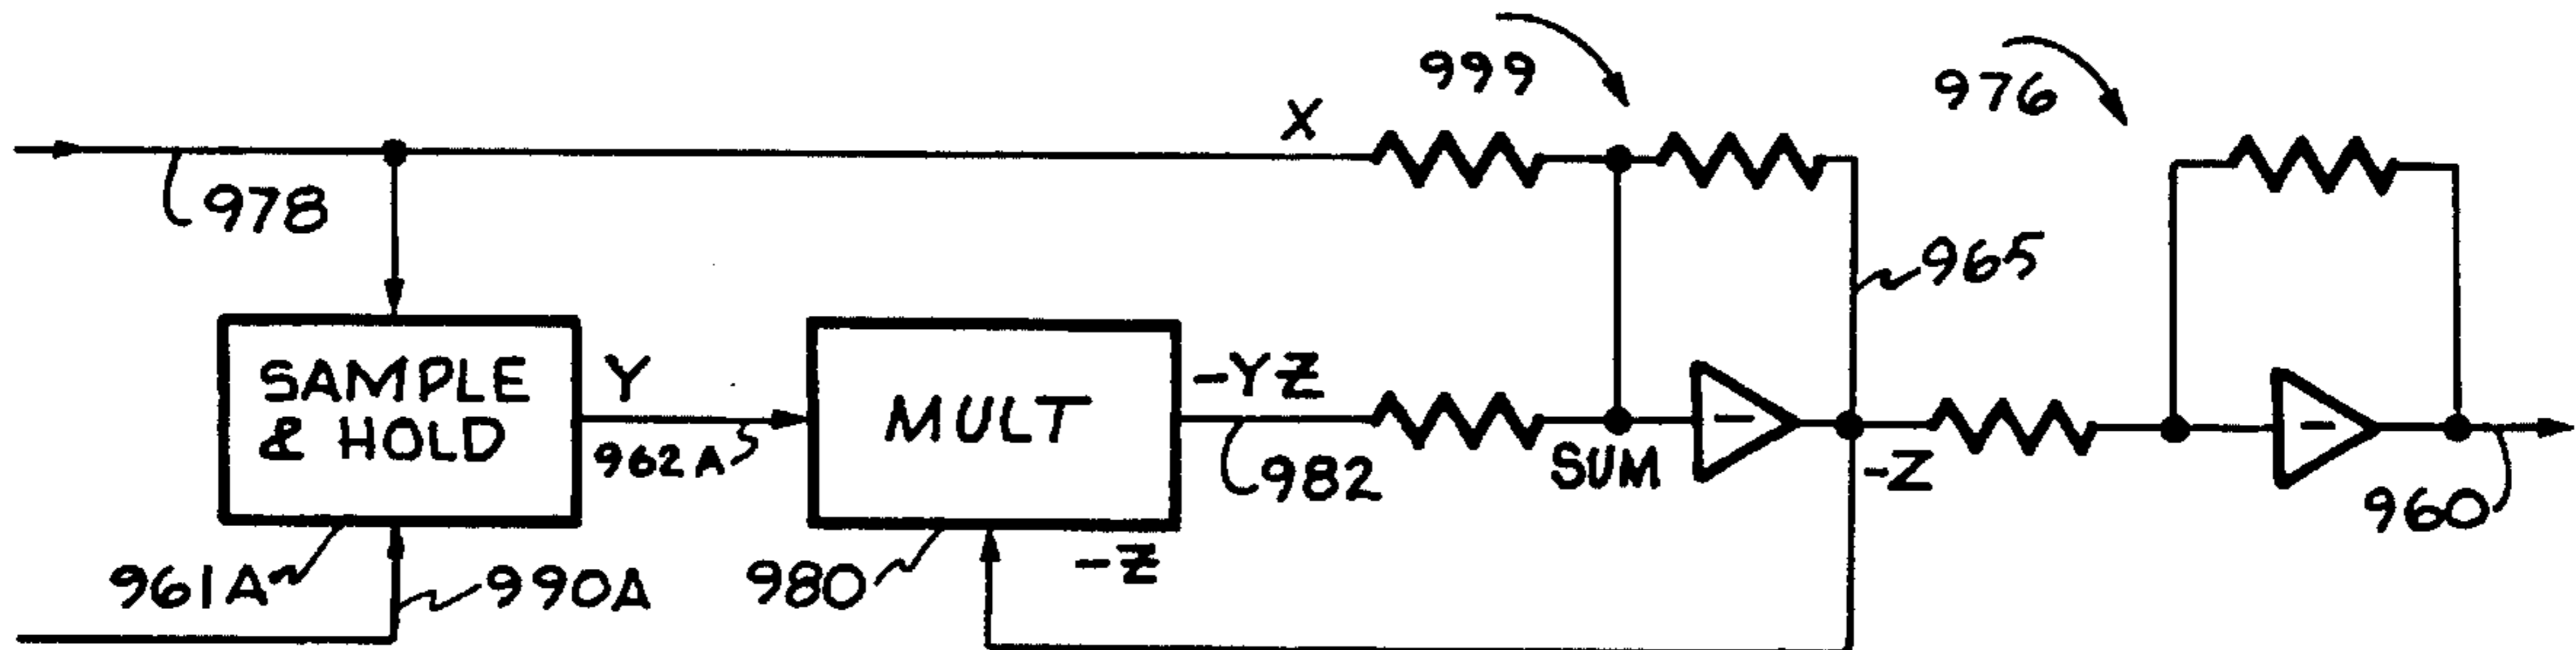 999
976
X
978
965
SAMPLE
& HOLD
Y
962A
MULT
-YZ
982
SUM
-Z
960
961A
990A
980
-Z